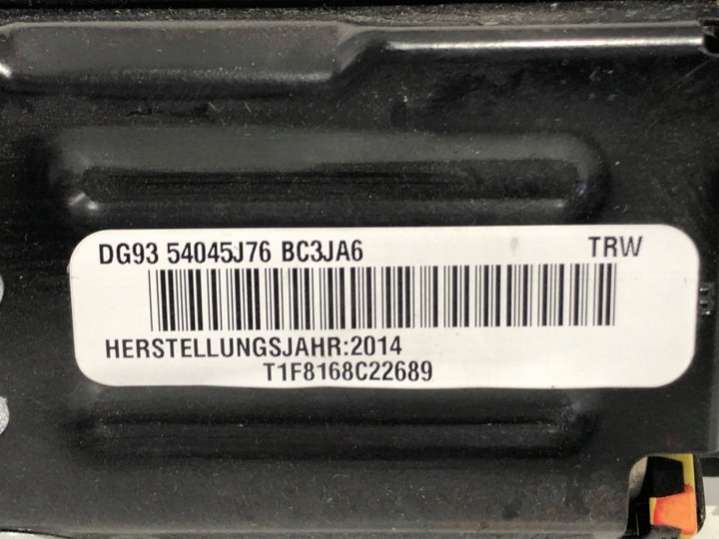 DG93 54045J76 BC3JA6 TRW
HERSTELLUNGSJAHR:2014
T1F8168C22689